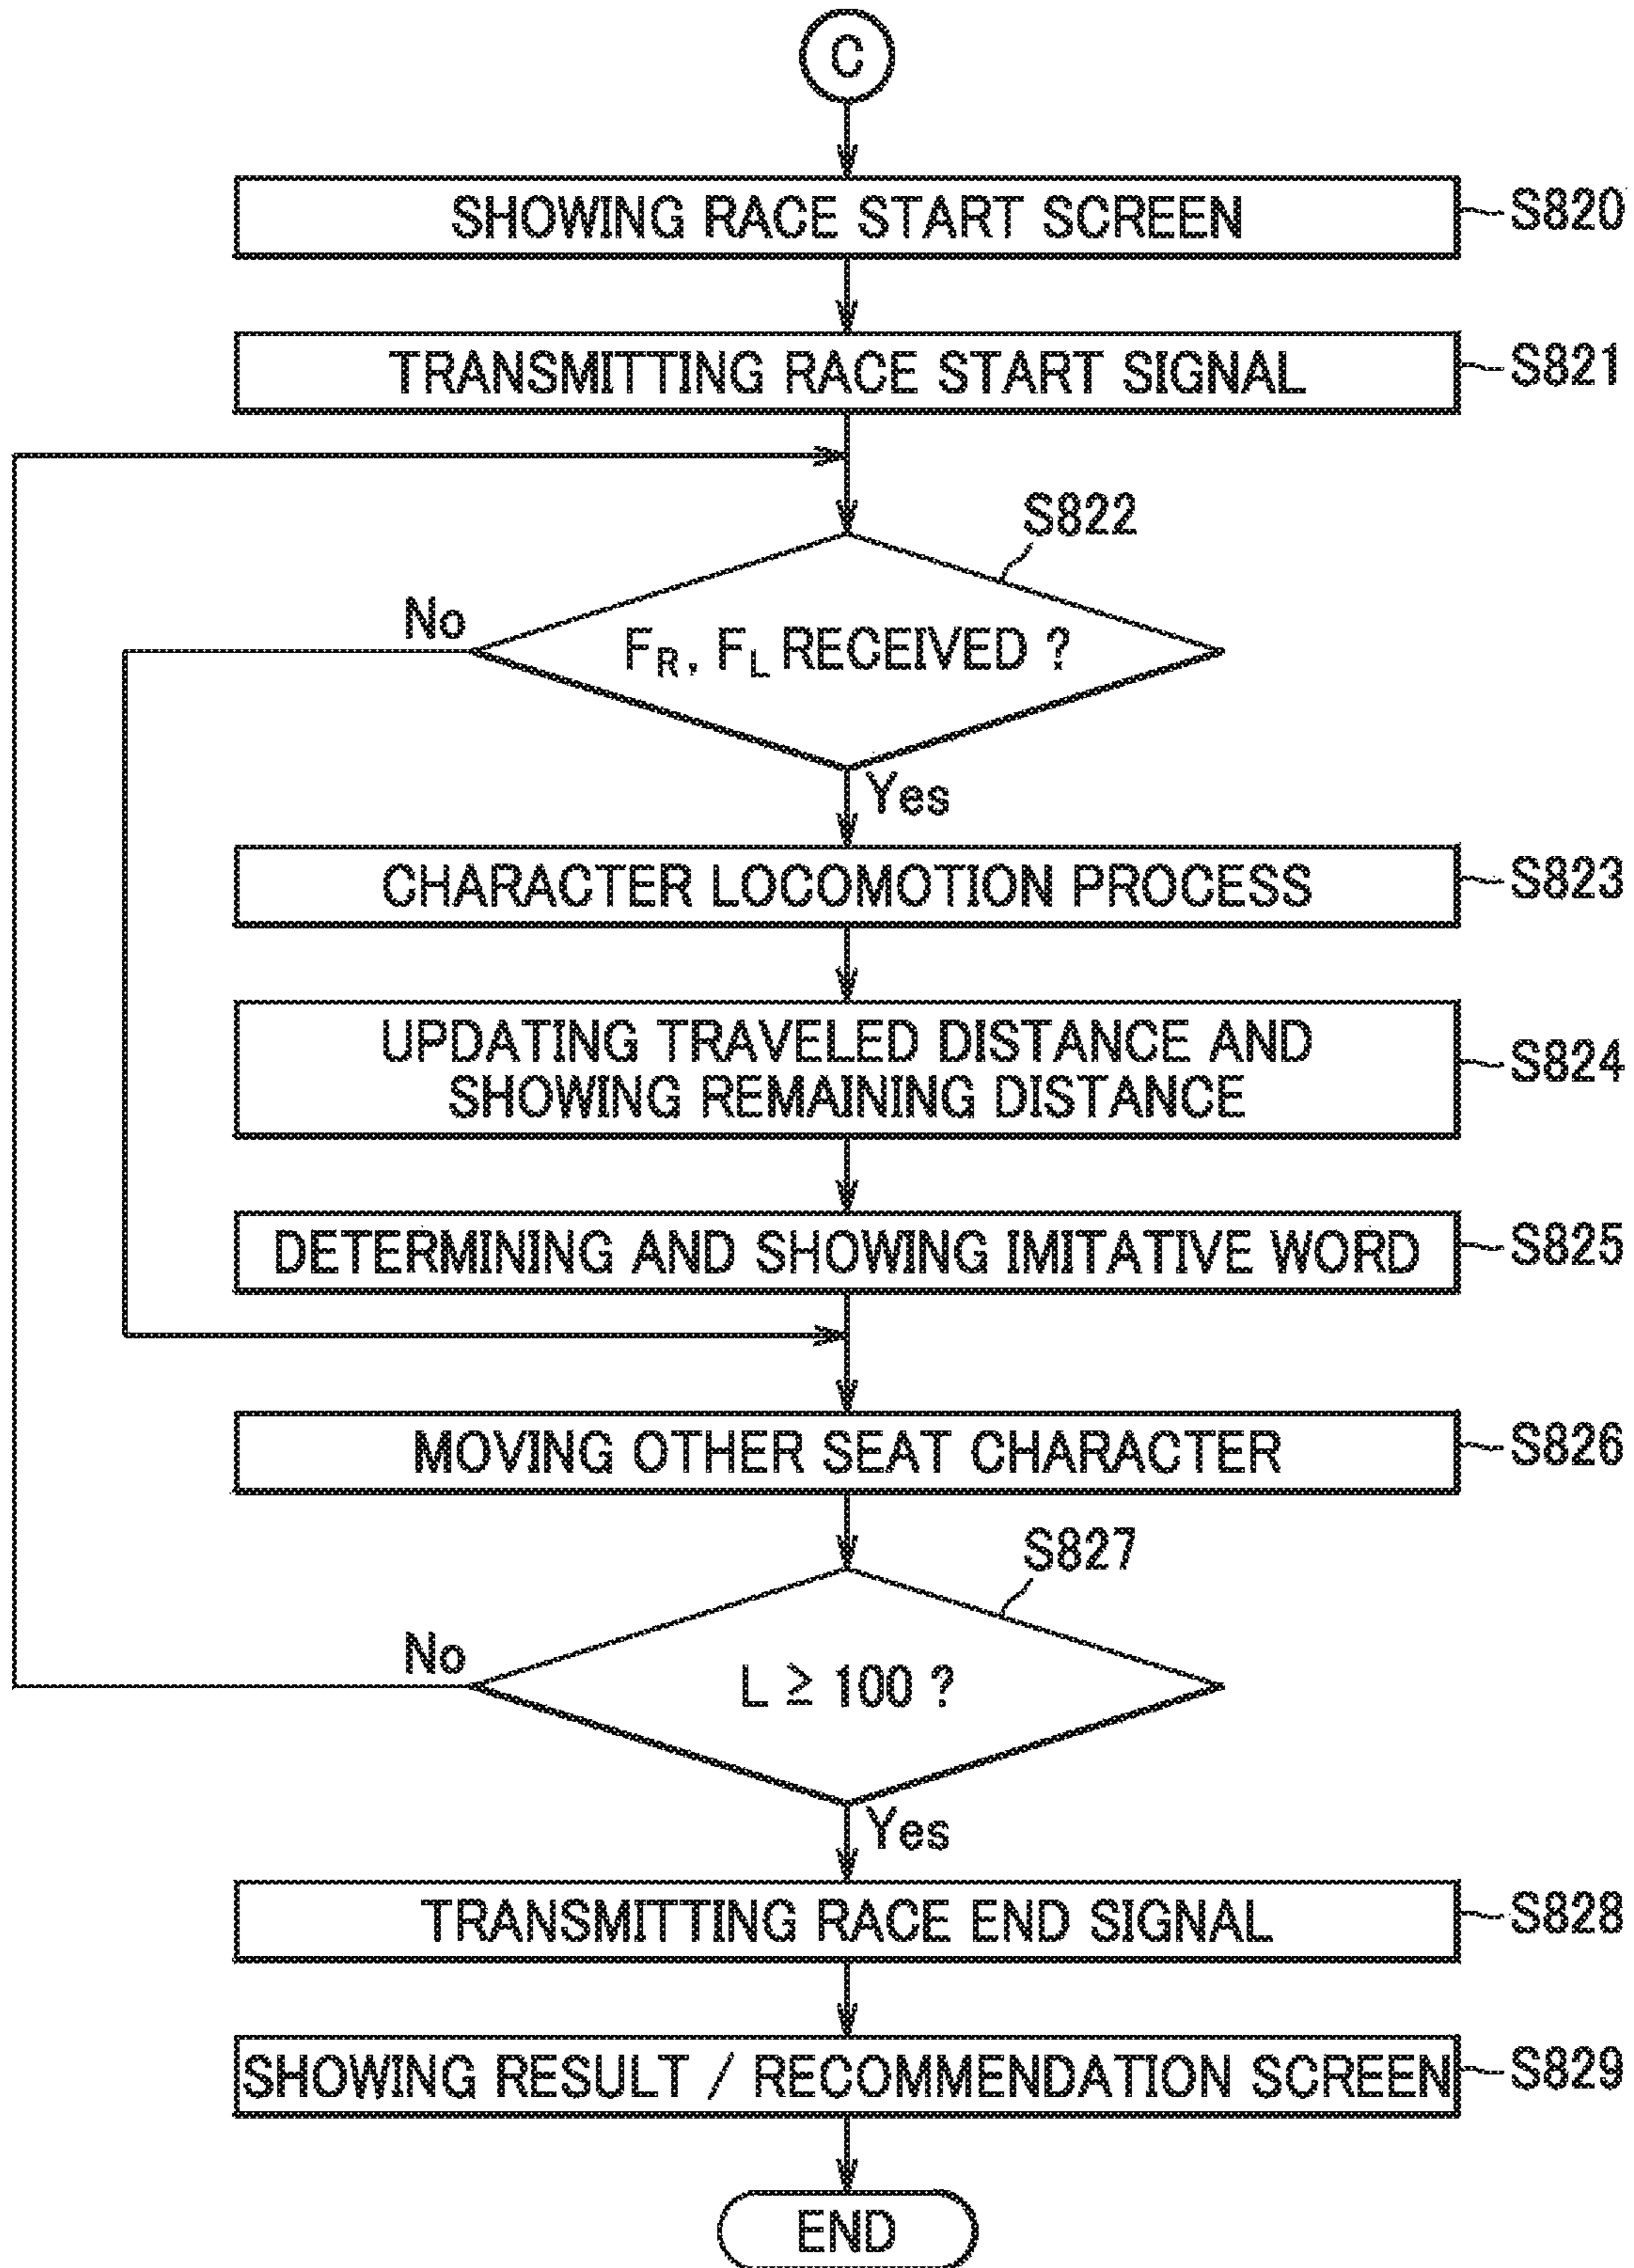 C
SHOWING RACE START SCREEN
S820
TRANSMITTING RACE START SIGNAL
S821
S822
No
FR, FL RECEIVED ?
Yes
CHARACTER LOCOMOTION PROCESS
S823
UPDATING TRAVELED DISTANCE AND
SHOWING REMAINING DISTANCE
S824
DETERMINING AND SHOWING IMITATIVE WORD
S825
MOVING OTHER SEAT CHARACTER
S826
S827
No
L ≧ 100 ?
Yes
TRANSMITTING RACE END SIGNAL
S828
SHOWING RESULT / RECOMMENDATION SCREEN
S829
END